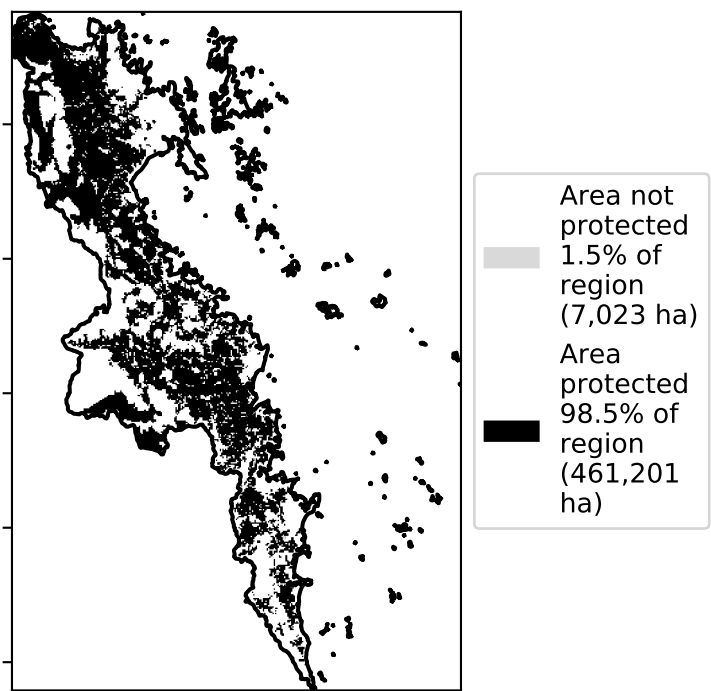 Area not
protected
1.5% of
region
(7,023 ha)
Area
protected
98.5% of
region
(461,201
ha)